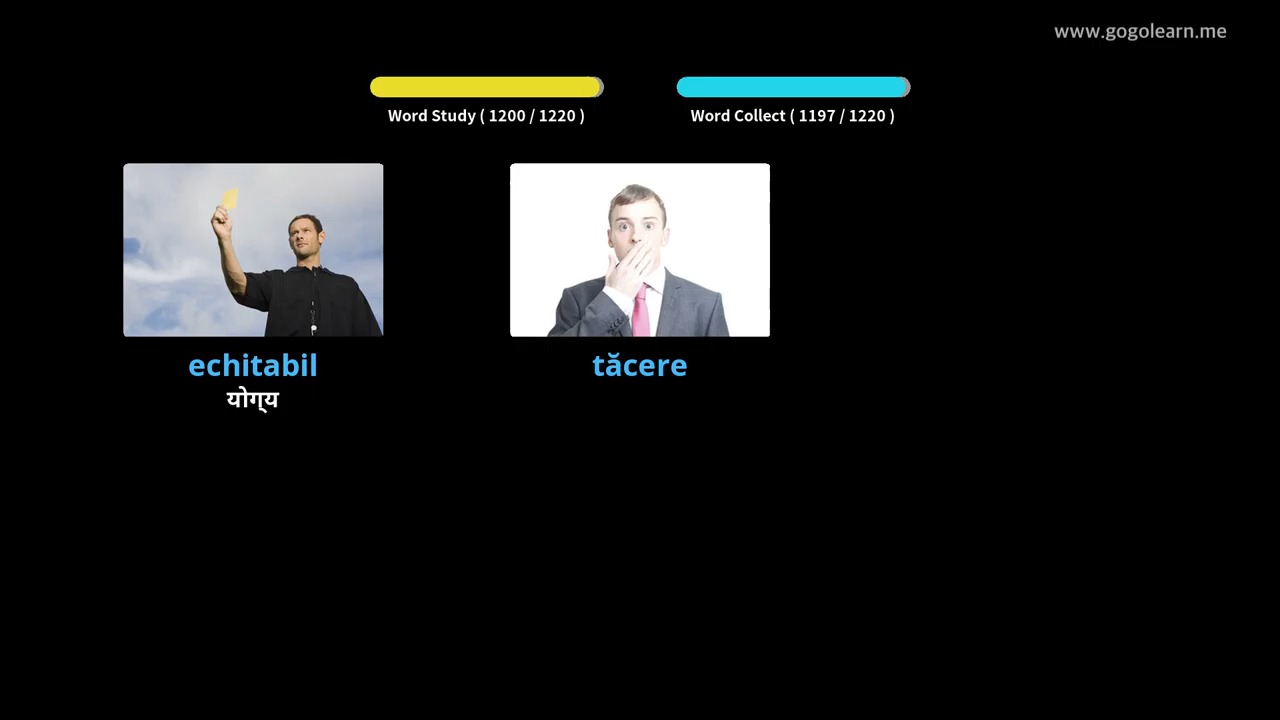 www.gogolearn.me
Word Study ( 1200 / 1220 )
Word Collect ( 1197 / 1220 )
echitabil
tăcere
योग्य